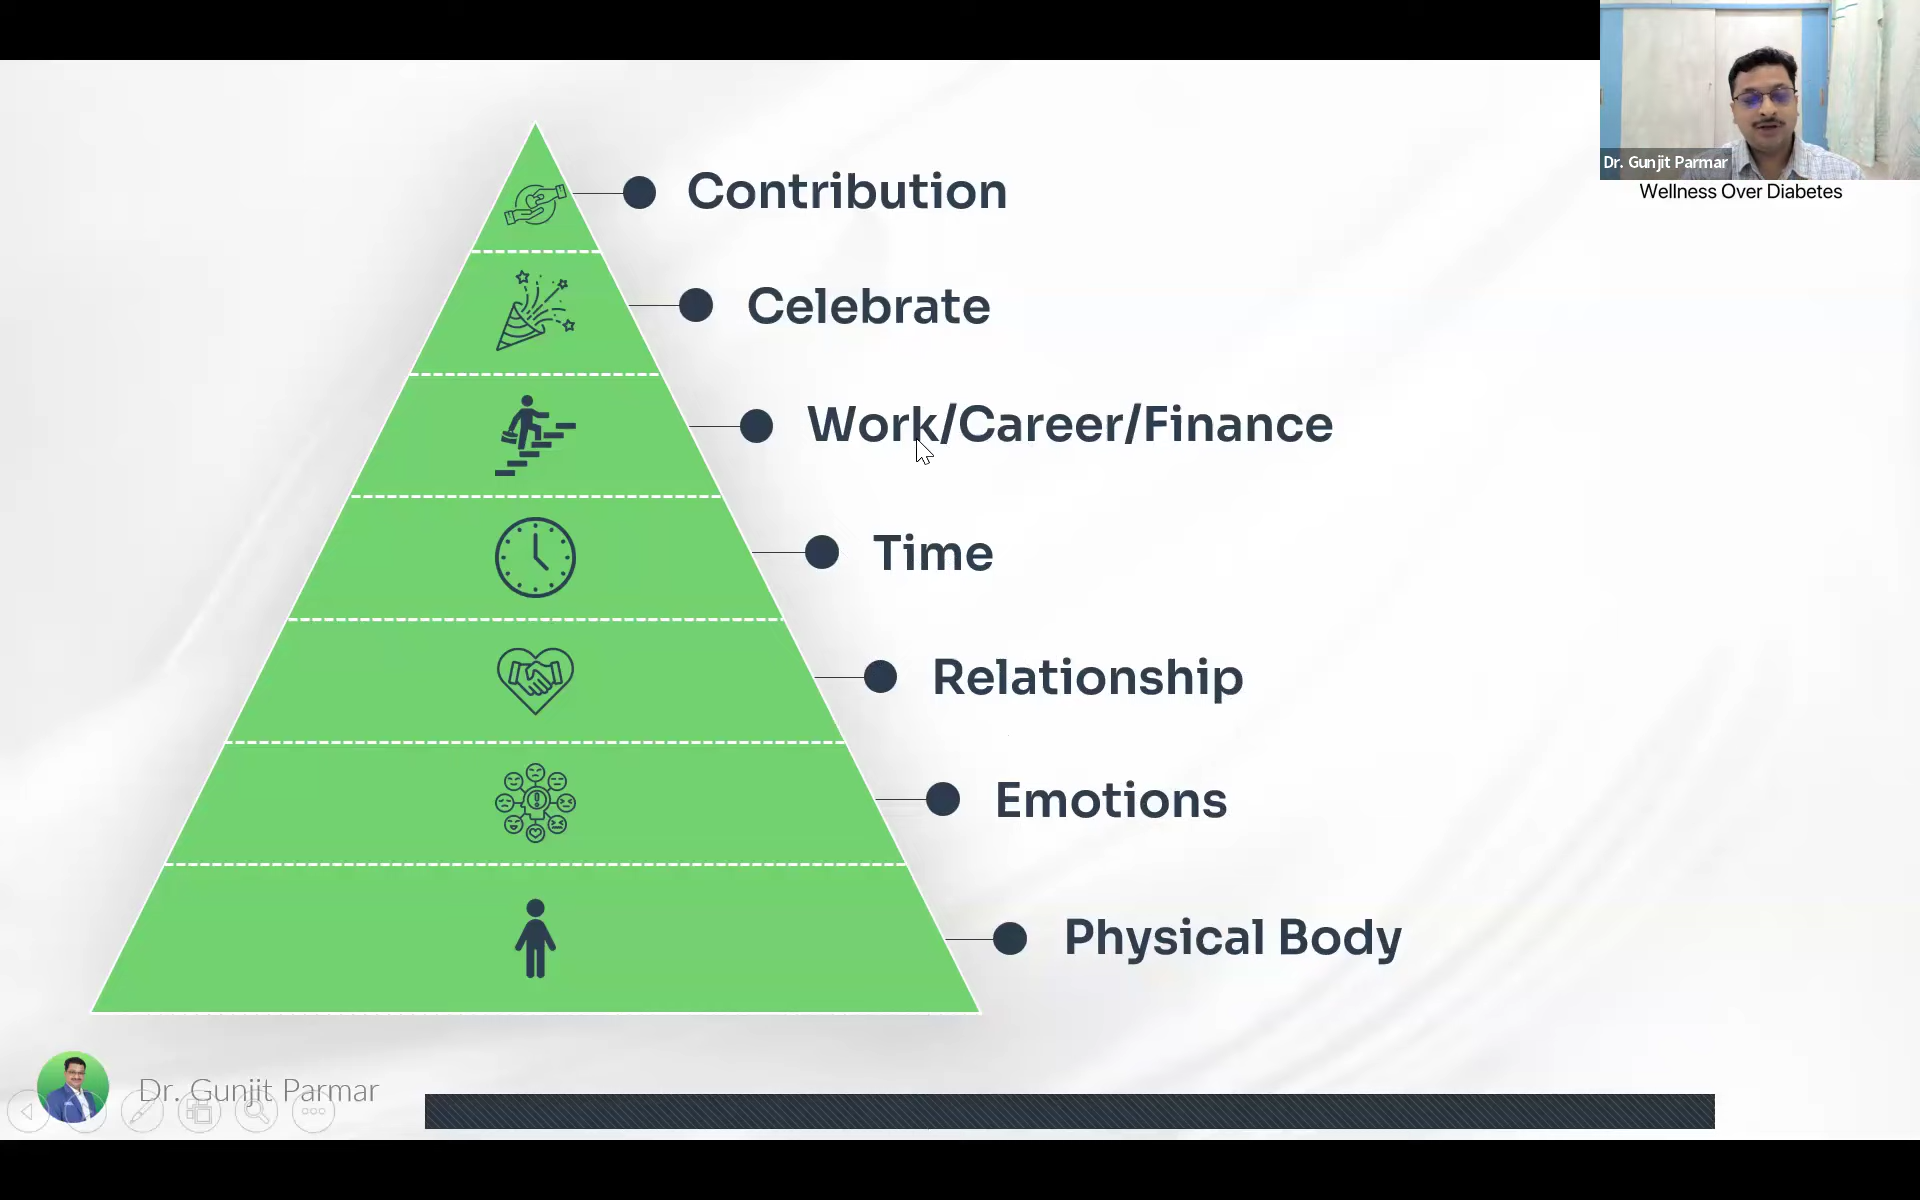 Contribution
Celebrate
Work/Career/Finance
Time
Relationship
Emotions
Physical Body
Dr. Gunjit Parmar
Wellness Over Diabetes
Dr. Gunjit Parmar